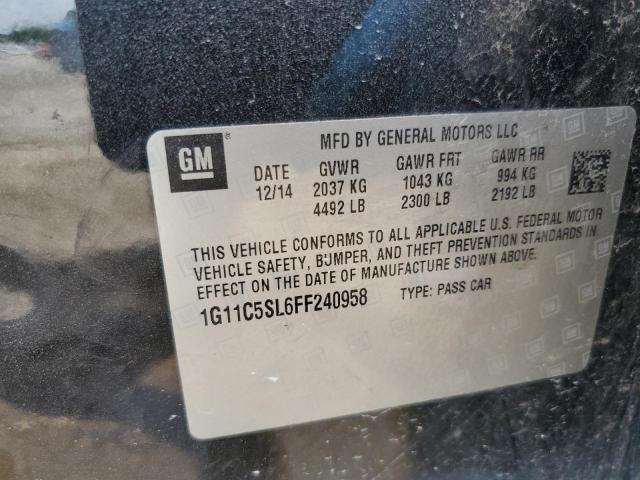 GM ®
MFD BY GENERAL MOTORS LLC
DATE GVWR GAWR FRT GAWR RR
12/14 2037 KG 1043 KG 994 KG
4492 LB 2300 LB 2192 LB
THIS VEHICLE CONFORMS TO ALL APPLICABLE U.S. FEDERAL MOTOR
VEHICLE SAFETY, BUMPER, AND THEFT PREVENTION STANDARDS IN
EFFECT ON THE DATE OF MANUFACTURE SHOWN ABOVE.
1G11C5SL6FF240958 TYPE: PASS CAR